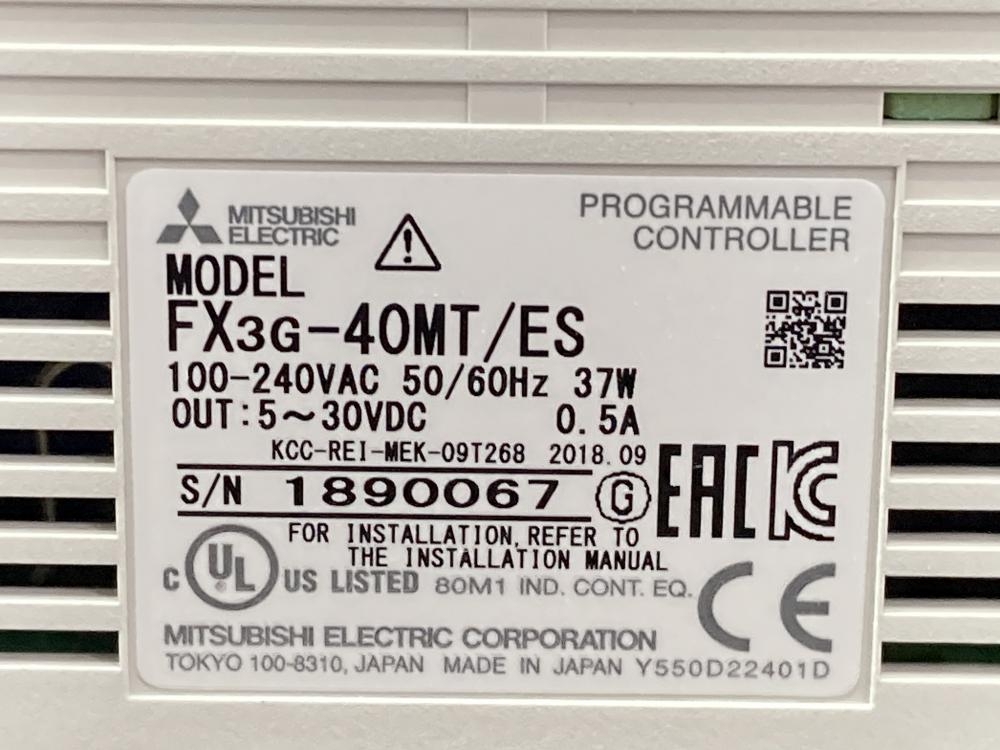 MITSUBISHI
ELECTRIC
PROGRAMMABLE
CONTROLLER
MODEL
FX3G-40MT/ES
100-240VAC 50/60Hz 37W
OUT:5~30VDC 0.5A
KCC-REI-MEK-09T268 2018.09
S/N 1890067 G
EAC KC
FOR INSTALLATION, REFER TO
THE INSTALLATION MANUAL
C UL US LISTED 80M1 IND. CONT. EQ.
CE
MITSUBISHI ELECTRIC CORPORATION
TOKYO 100-8310, JAPAN MADE IN JAPAN Y550D22401D